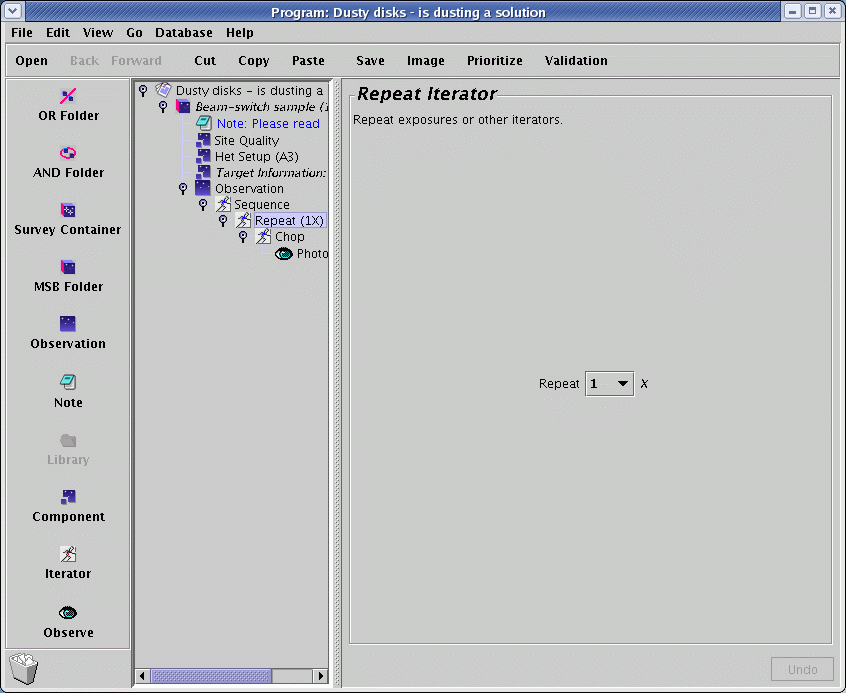 Program: Dusty disks - is dusting a solution
File Edit View Go Database Help
Open Back Forward Cut Copy Paste Save Image Prioritize Validation
OR Folder
AND Folder
Survey Container
MSB Folder
Observation
Note
Library
Component
Iterator
Observe
Dusty disks - is dusting a
Beam-switch sample (1
Note: Please read
Site Quality
Het Setup (A3)
Target Information:
Observation
Sequence
Repeat (1X)
Chop
Photo
Repeat Iterator
Repeat exposures or other iterators.
Repeat 1 X
Undo